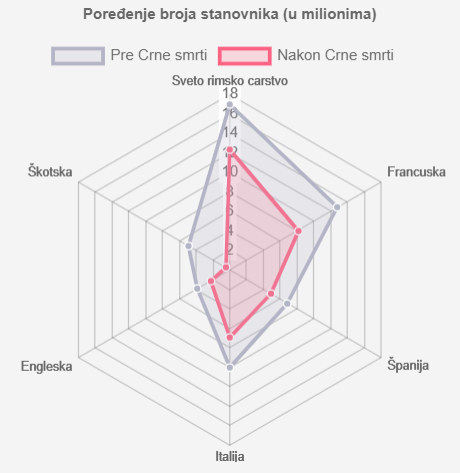 Poređenje broja stanovnika (u milionima)
Pre Crne smrti Nakon Crne smrti
Sveto rimsko carstvo
18
16
14
12
10
8
6
4
2
Škotska
Francuska
Engleska
Španija
Italija